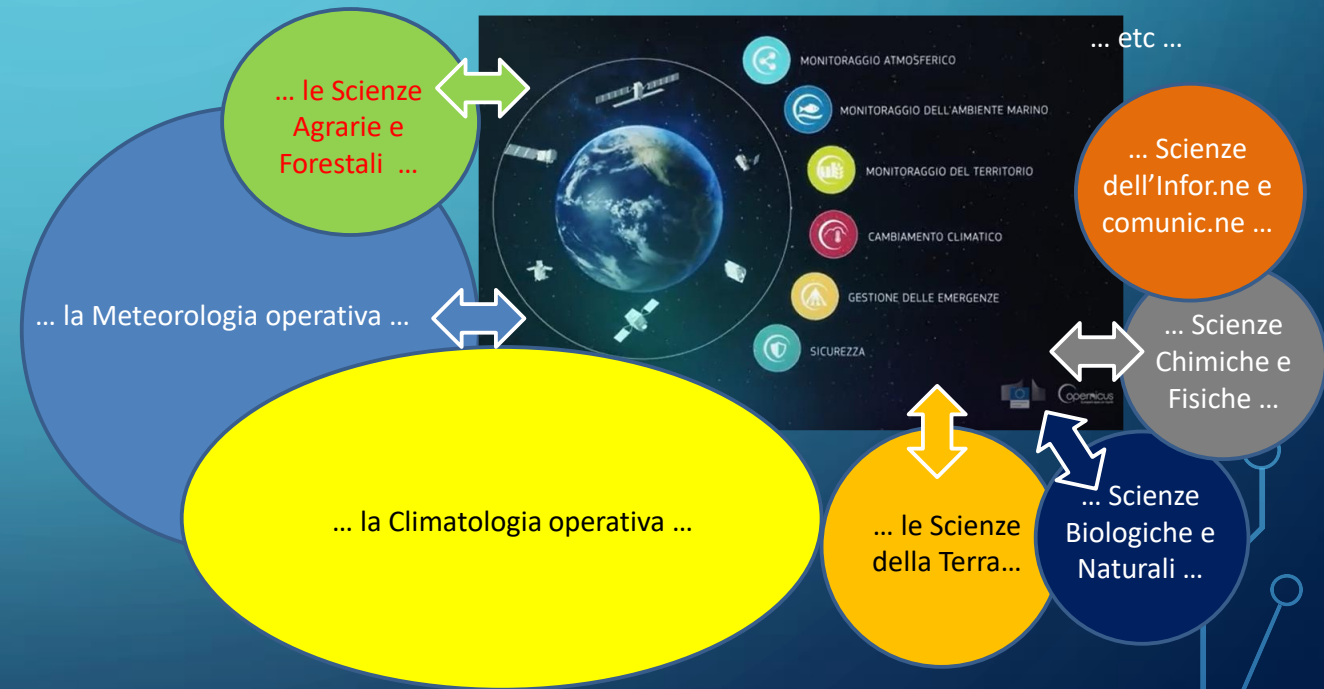 … etc …
… le Scienze
Agrarie e
Forestali …
MONITORAGGIO ATMOSFERICO
MONITORAGGIO DELL'AMBIENTE MARINO
MONITORAGGIO DEL TERRITORIO
CAMBIAMENTO CLIMATICO
GESTIONE DELLE EMERGENZE
SICUREZZA
Copernicus
… Scienze
dell’Infor.ne e
comunic.ne …
… la Meteorologia operativa …
… Scienze
Chimiche e
Fisiche …
… la Climatologia operativa …
… le Scienze
della Terra…
… Scienze
Biologiche e
Naturali …